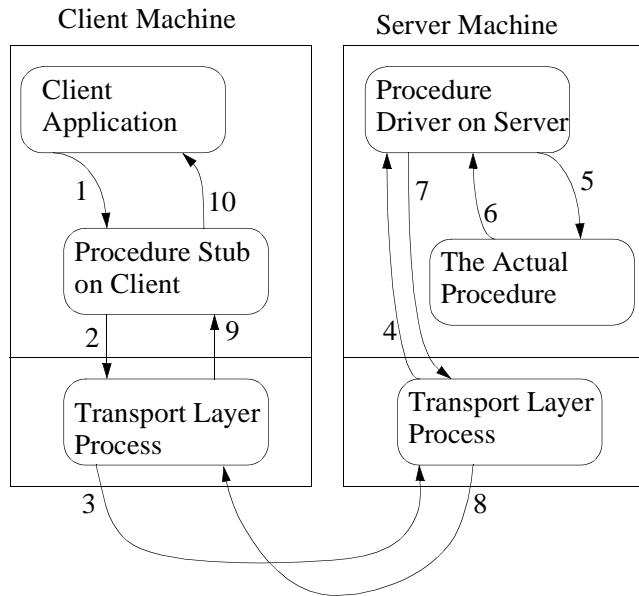 Client Machine
Server Machine
Client
Application
Procedure
Driver on Server
1
10
7
6
5
Procedure Stub
on Client
The Actual
Procedure
2
9
4
Transport Layer
Process
Transport Layer
Process
3
8